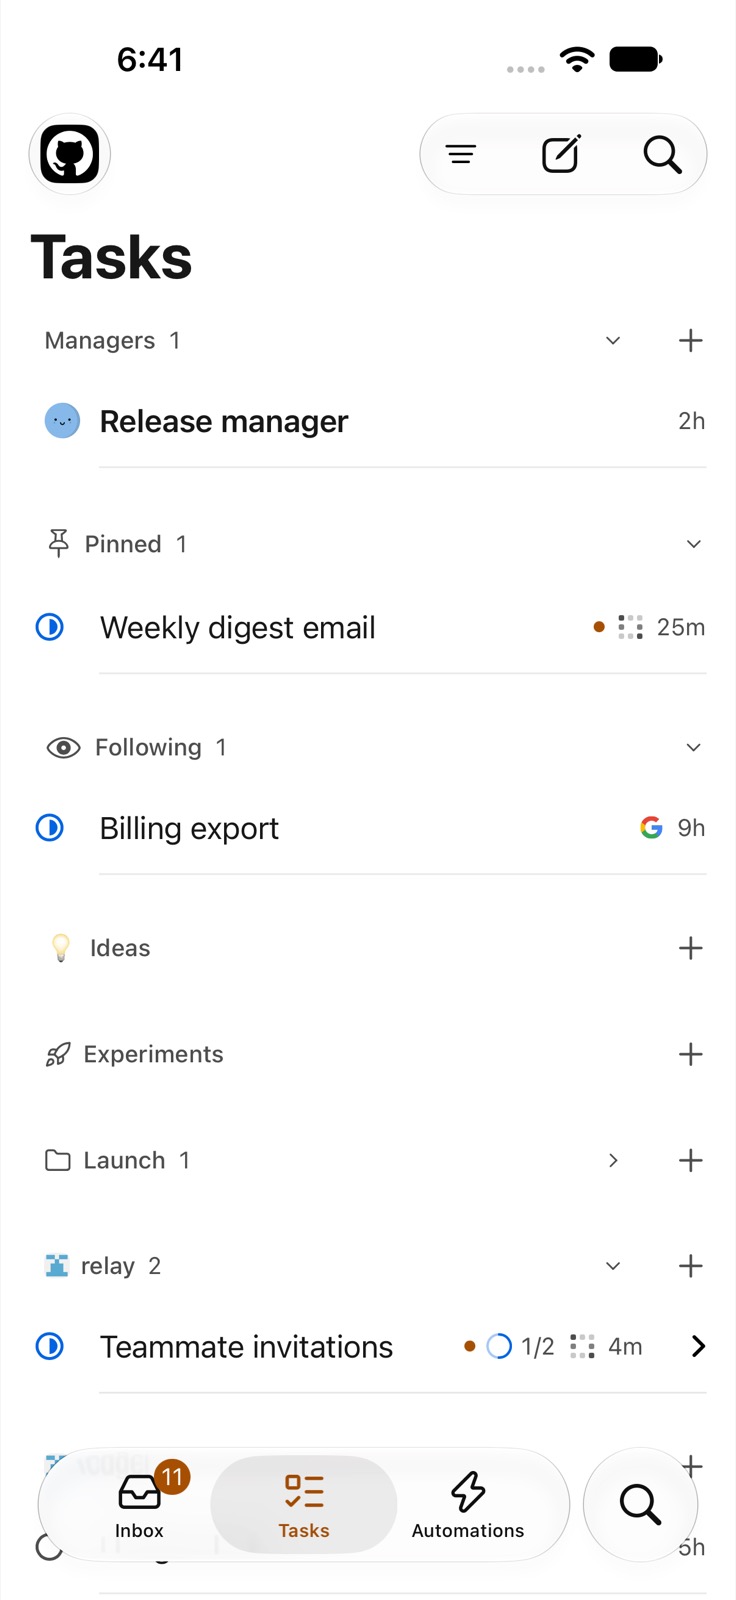 6:41
Tasks
Managers 1
Release manager 2h
Pinned 1
Weekly digest email 25m
Following 1
Billing export 9h
Ideas
Experiments
Launch 1
relay 2
Teammate invitations 1/2 4m
11
Inbox
Tasks
Automations
5h